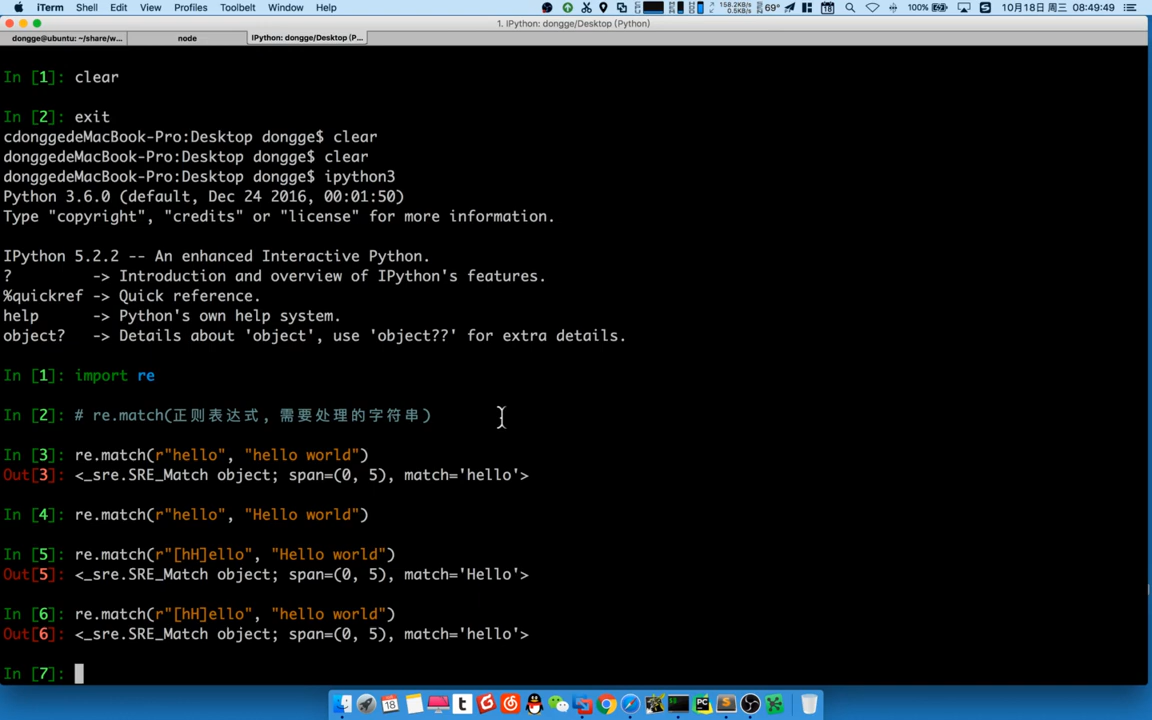 iTerm Shell Edit View Profiles Toolbelt Window Help 158.2KB/s 0.5KB/s 69° 18 100% 10月18日 周三 08:49:49
1. IPython: dongge/Desktop (Python)
dongge@ubuntu: ~/share/w... node IPython: dongge/Desktop (P...
In [1]: clear
In [2]: exit
cdonggedeMacBook-Pro:Desktop dongge$ clear
donggedeMacBook-Pro:Desktop dongge$ clear
donggedeMacBook-Pro:Desktop dongge$ ipython3
Python 3.6.0 (default, Dec 24 2016, 00:01:50)
Type "copyright", "credits" or "license" for more information.
IPython 5.2.2 -- An enhanced Interactive Python.
? -> Introduction and overview of IPython's features.
%quickref -> Quick reference.
help -> Python's own help system.
object? -> Details about 'object', use 'object??' for extra details.
In [1]: import re
In [2]: # re.match(正则表达式, 需要处理的字符串)
In [3]: re.match(r"hello", "hello world")
Out[3]: <_sre.SRE_Match object; span=(0, 5), match='hello'>
In [4]: re.match(r"hello", "Hello world")
In [5]: re.match(r"[hH]ello", "Hello world")
Out[5]: <_sre.SRE_Match object; span=(0, 5), match='Hello'>
In [6]: re.match(r"[hH]ello", "hello world")
Out[6]: <_sre.SRE_Match object; span=(0, 5), match='hello'>
In [7]:
18 t PC S